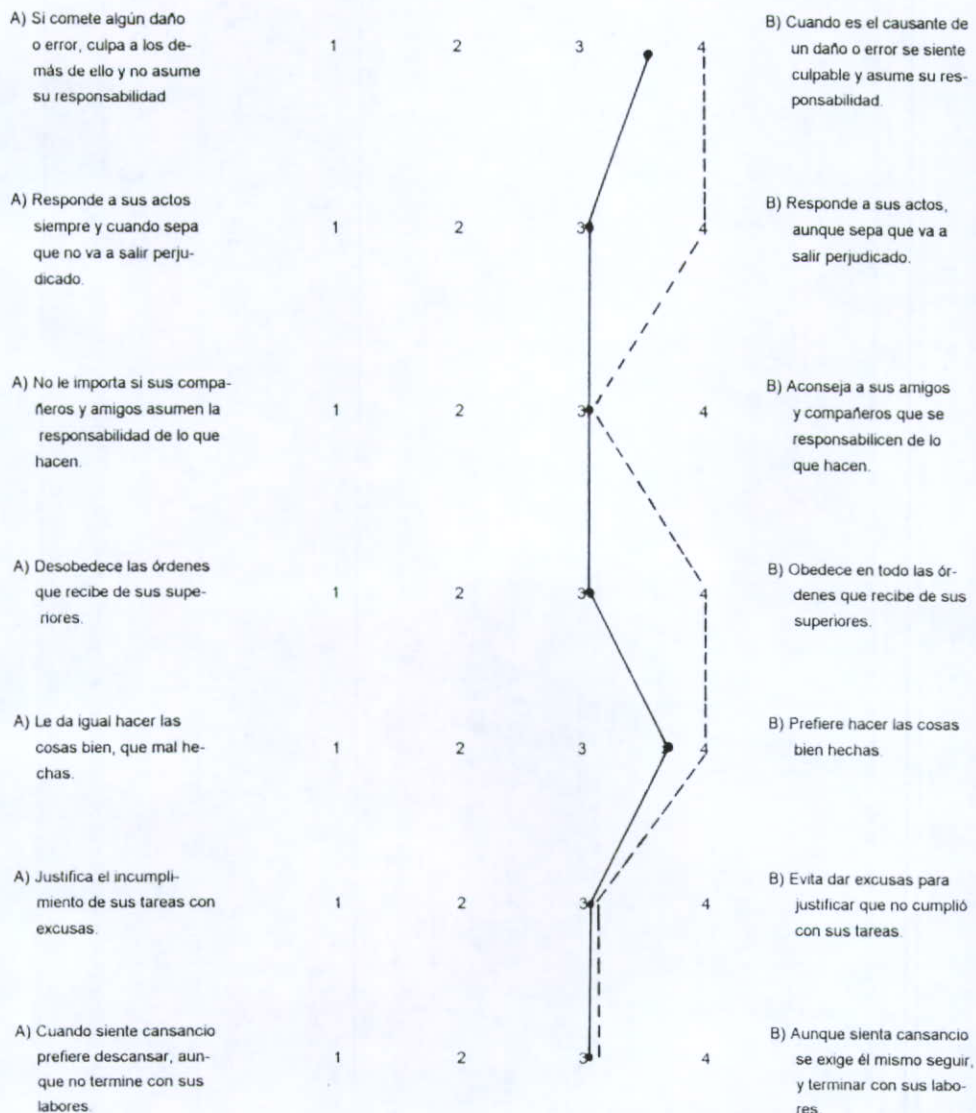 A) Si comete algún daño
o error, culpa a los de-
más de ello y no asume
su responsabilidad
1 2 3 4
B) Cuando es el causante de
un daño o error se siente
culpable y asume su res-
ponsabilidad.
A) Responde a sus actos
siempre y cuando sepa
que no va a salir perju-
dicado.
1 2 3 4
B) Responde a sus actos,
aunque sepa que va a
salir perjudicado.
A) No le importa si sus compa-
ñeros y amigos asumen la
responsabilidad de lo que
hacen.
1 2 3 4
B) Aconseja a sus amigos
y compañeros que se
responsabilicen de lo
que hacen.
A) Desobedece las órdenes
que recibe de sus supe-
riores.
1 2 3 4
B) Obedece en todo las ór-
denes que recibe de sus
superiores.
A) Le da igual hacer las
cosas bien, que mal he-
chas.
1 2 3 4
B) Prefiere hacer las cosas
bien hechas.
A) Justifica el incumpli-
miento de sus tareas con
excusas.
1 2 3 4
B) Evita dar excusas para
justificar que no cumplió
con sus tareas.
A) Cuando siente cansancio
prefiere descansar, aun-
que no termine con sus
labores.
1 2 3 4
B) Aunque sienta cansancio
se exige él mismo seguir,
y terminar con sus labo-
res.